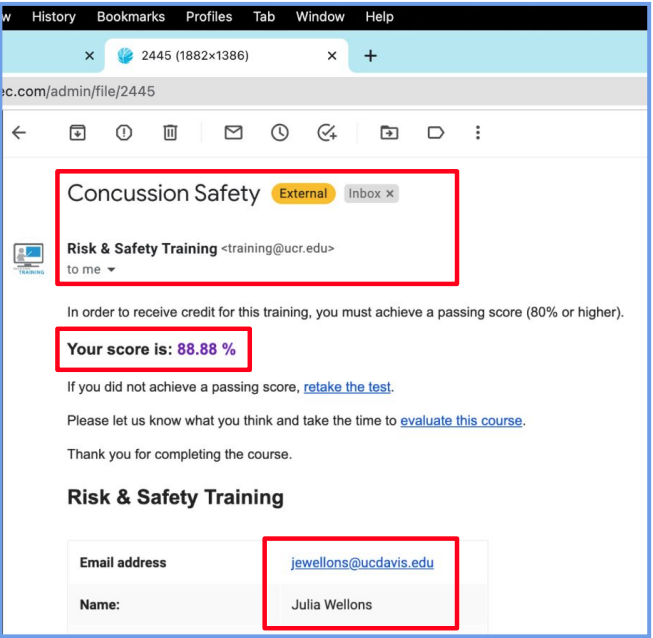 w History Bookmarks Profiles Tab Window Help
2445 (1882×1386)
ec.com/admin/file/2445
Concussion Safety External Inbox ×
Risk & Safety Training <training@ucr.edu>
TRAINING
to me
In order to receive credit for this training, you must achieve a passing score (80% or higher).
Your score is: 88.88 %
If you did not achieve a passing score, retake the test.
Please let us know what you think and take the time to evaluate this course.
Thank you for completing the course.
Risk & Safety Training
Email address jewellons@ucdavis.edu
Name: Julia Wellons